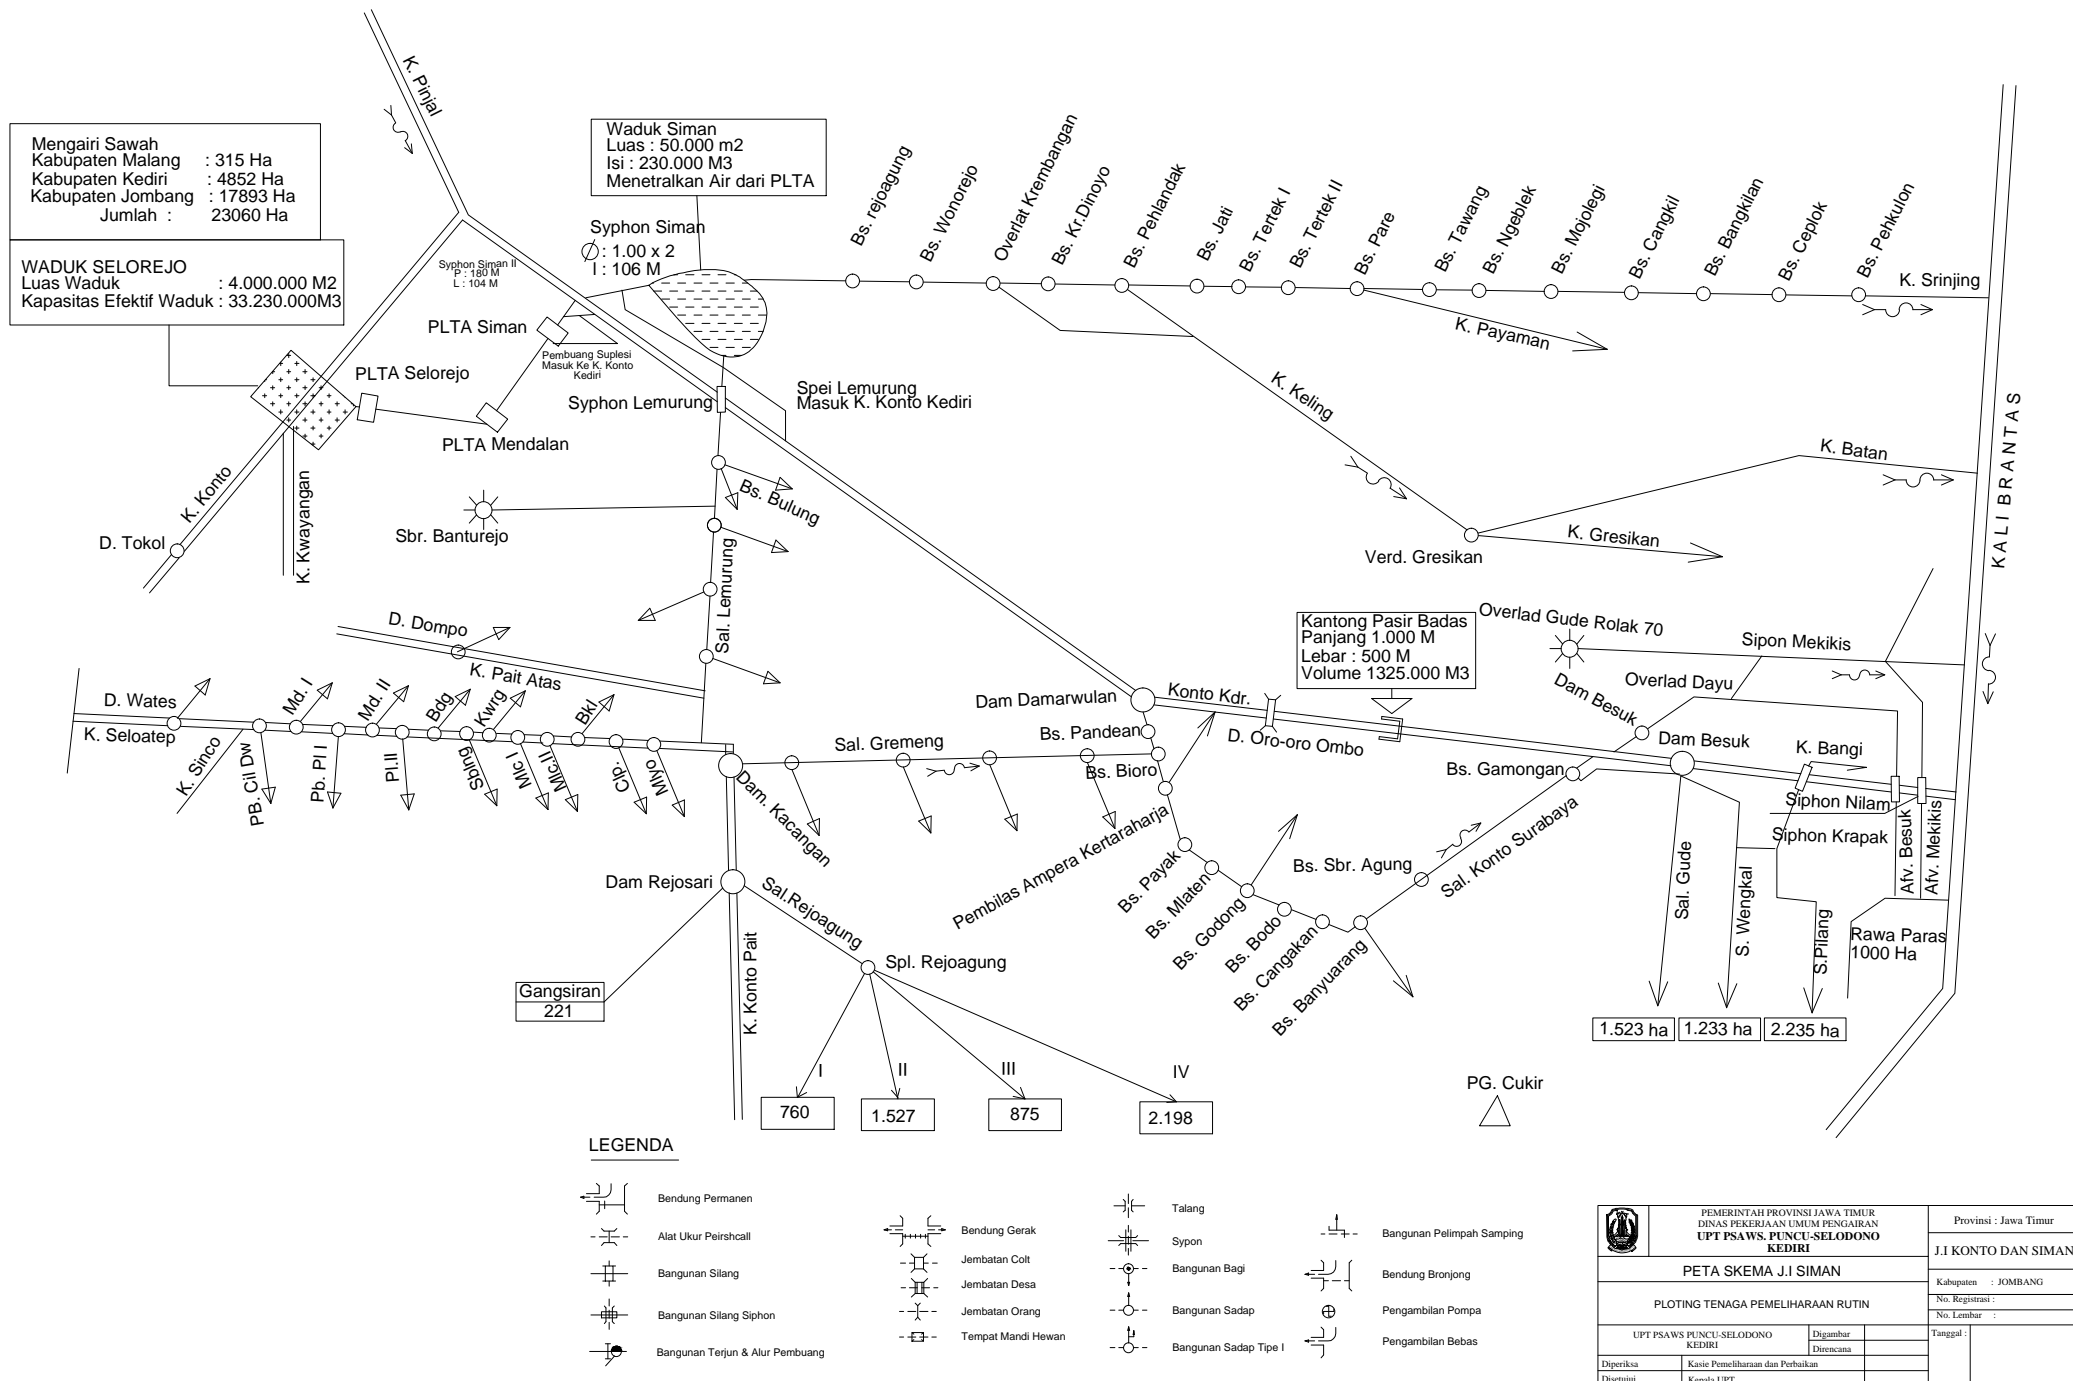 K. Pinjal
Mengairi Sawah
Kabupaten Malang : 315 Ha
Kabupaten Kediri : 4852 Ha
Kabupaten Jombang : 17893 Ha
Jumlah : 23060 Ha
WADUK SELOREJO
Luas Waduk : 4.000.000 M2
Kapasitas Efektif Waduk : 33.230.000M3
Waduk Siman
Luas : 50.000 m2
Isi : 230.000 M3
Menetralkan Air dari PLTA
Syphon Siman
∅ : 1.00 x 2
I : 106 M
Syphon Siman II
P : 180 M
L : 104 M
Bs. rejoagung
Bs. Wonorejo
Overlat Krembangan
Bs. Kr.Dinoyo
Bs. Pehlandak
Bs. Jati
Bs. Tertek I
Bs. Tertek II
Bs. Pare
Bs. Tawang
Bs. Ngeblek
Bs. Mojolegi
Bs. Cangkil
Bs. Bangkilan
Bs. Ceplok
Bs. Pehkulon
K. Srinjing
K. Payaman
K. Keling
K. Batan
K. Gresikan
Verd. Gresikan
KALI BRANTAS
PLTA Siman
Pembuang Suplesi
Masuk Ke K. Konto
Kediri
PLTA Selorejo
PLTA Mendalan
Syphon Lemurung
Spei Lemurung
Masuk K. Konto Kediri
K. Konto
K. Kwayangan
D. Tokol
Sbr. Banturejo
Bs. Bulung
Sal. Lemurung
D. Dompo
K. Pait Atas
D. Wates
K. Seloatep
K. Sinco
PB. Cil Dw
Md. I
Pb. Pl I
Md. II
Pl.II
Bdg
Sbing
Kwrg
Mlc I
Mlc.II
Bkl
Clp.
Mlyo
Dam. Kacangan
Sal. Gremeng
Dam Damarwulan
Bs. Pandean
Bs. Bioro
Konto Kdr.
D. Oro-oro Ombo
Kantong Pasir Badas
Panjang 1.000 M
Lebar : 500 M
Volume 1325.000 M3
Overlad Gude Rolak 70
Sipon Mekikis
Overlad Dayu
Dam Besuk
Dam Besuk
K. Bangi
Bs. Gamongan
Siphon Nilam
Siphon Krapak
Afv. Besuk
Afv. Mekikis
Pembilas Ampera Kertaraharja
Bs. Payak
Bs. Mlaten
Bs. Godong
Bs. Bodo
Bs. Cangakan
Bs. Banyuarang
Bs. Sbr. Agung
Sal. Konto Surabaya
Sal. Gude
S. Wengkal
S.Pilang
Rawa Paras
1000 Ha
1.523 ha
1.233 ha
2.235 ha
Dam Rejosari
Sal.Rejoagung
Spl. Rejoagung
K. Konto Pait
Gangsiran
221
I
II
III
IV
760
1.527
875
2.198
PG. Cukir
LEGENDA
Bendung Permanen
Alat Ukur Peirshcall
Bangunan Silang
Bangunan Silang Siphon
Bangunan Terjun & Alur Pembuang
Bendung Gerak
Jembatan Colt
Jembatan Desa
Jembatan Orang
Tempat Mandi Hewan
Talang
Sypon
Bangunan Bagi
Bangunan Sadap
Bangunan Sadap Tipe I
Bangunan Pelimpah Samping
Bendung Bronjong
Pengambilan Pompa
Pengambilan Bebas
PEMERINTAH PROVINSI JAWA TIMUR
DINAS PEKERJAAN UMUM PENGAIRAN
UPT PSAWS. PUNCU-SELODONO
KEDIRI
Provinsi : Jawa Timur
J.I KONTO DAN SIMAN
PETA SKEMA J.I SIMAN
Kabupaten : JOMBANG
PLOTING TENAGA PEMELIHARAAN RUTIN
No. Registrasi :
No. Lembar :
UPT PSAWS PUNCU-SELODONO
KEDIRI
Digambar
Direncana
Tanggal :
Diperiksa
Kasie Pemeliharaan dan Perbaikan
Disetujui
Kepala UPT